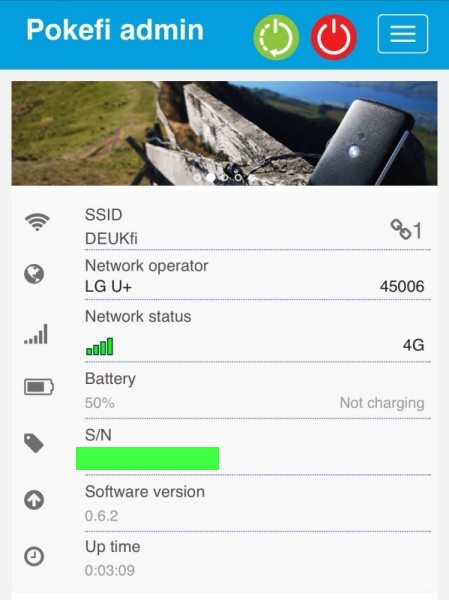 Pokefi admin
SSID
DEUKfi
1
Network operator
LG U+ 45006
Network status
4G
Battery
50% Not charging
S/N
Software version
0.6.2
Up time
0:03:09